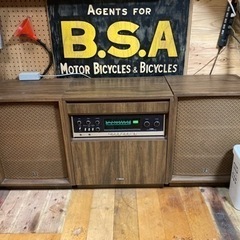 AGENTS FOR
B.S.A
MOTOR BICYCLES & BICYCLES